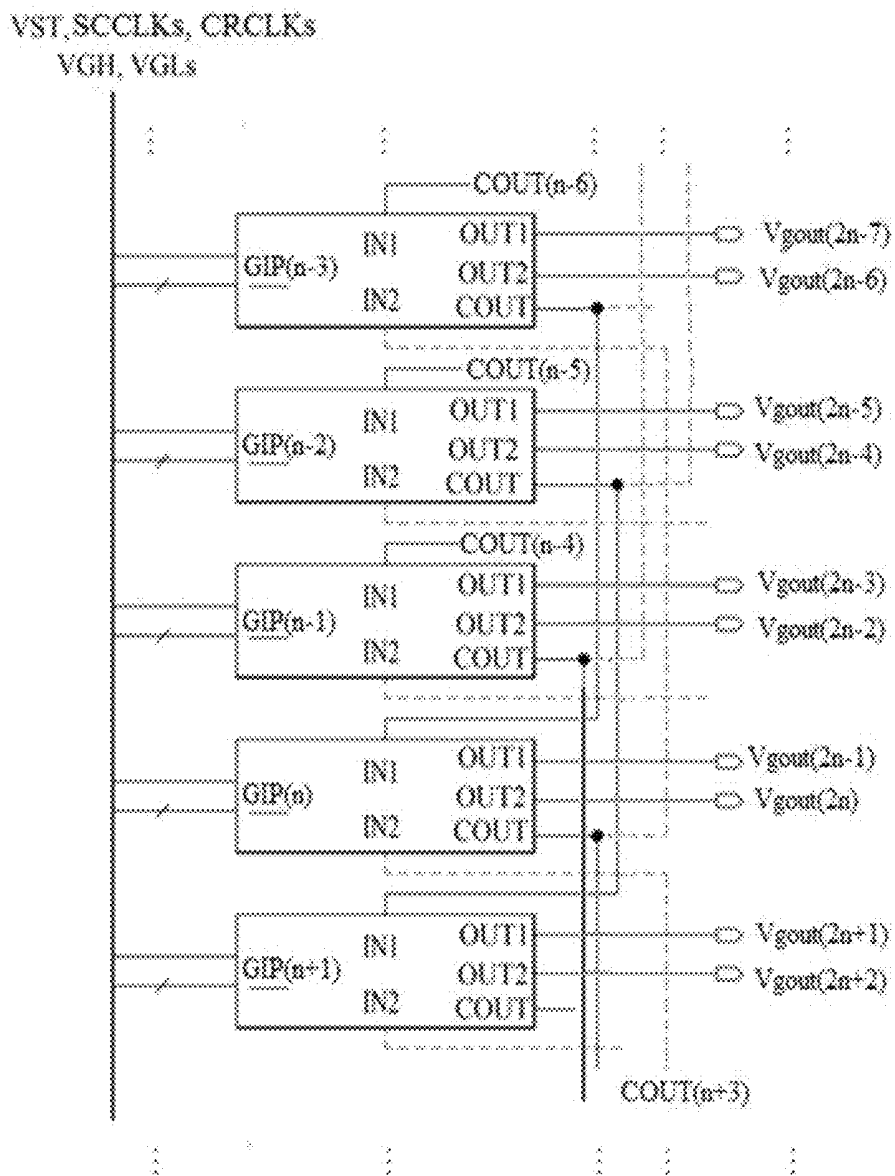 VST,SCCLKs, CRCLKs
VGH, VGLs
COUT(n-6)
GIP(n-3)
IN1
IN2
OUT1
OUT2
COUT
Vgout(2n-7)
Vgout(2n-6)
COUT(n-5)
GIP(n-2)
IN1
IN2
OUT1
OUT2
COUT
Vgout(2n-5)
Vgout(2n-4)
COUT(n-4)
GIP(n-1)
IN1
IN2
OUT1
OUT2
COUT
Vgout(2n-3)
Vgout(2n-2)
GIP(n)
IN1
IN2
OUT1
OUT2
COUT
Vgout(2n-1)
Vgout(2n)
GIP(n+1)
IN1
IN2
OUT1
OUT2
COUT
Vgout(2n+1)
Vgout(2n+2)
COUT(n+3)